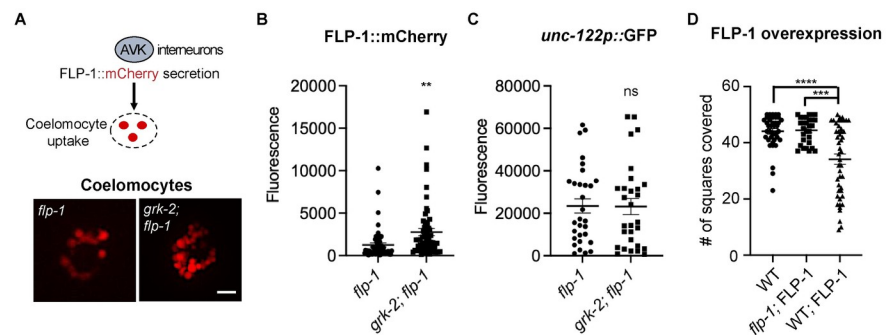 A
AVK interneurons
FLP-1::mCherry secretion
Coelomocyte
uptake
Coelomocytes
flp-1
grk-2;
flp-1
B
FLP-1::mCherry
Fluorescence
20000
15000
10000
5000
0
**
flp-1
grk-2; flp-1
C
unc-122p::GFP
Fluorescence
80000
60000
40000
20000
0
ns
flp-1
grk-2; flp-1
D
FLP-1 overexpression
# of squares covered
60
40
20
0
****
***
WT
flp-1; FLP-1
WT; FLP-1